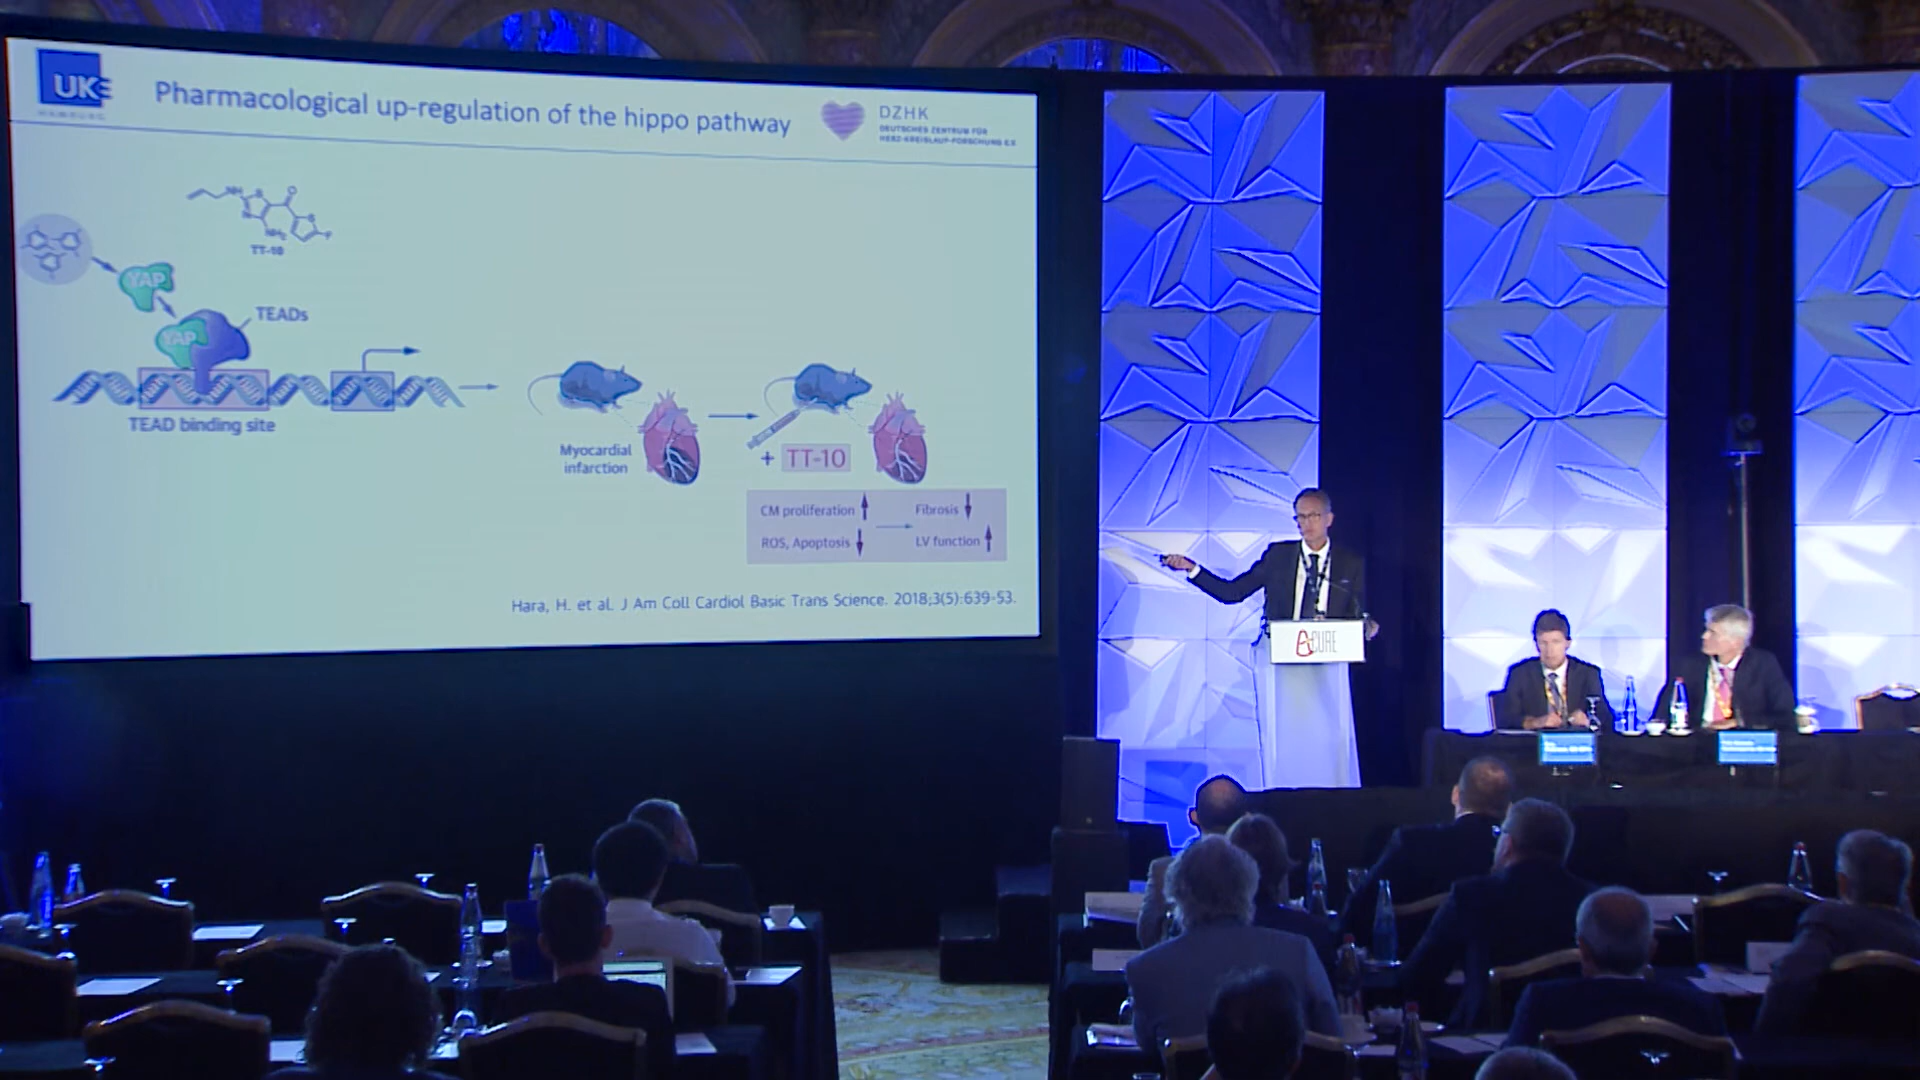 UKE
HAMBURG
Pharmacological up-regulation of the hippo pathway
DZHK
DEUTSCHES ZENTRUM FÜR
HERZ-KREISLAUF-FORSCHUNG E.V.
NH
S
O
N
NH₂
S
F
TT-10
YAP
YAP
TEADs
TEAD binding site
Myocardial
infarction
+ TT-10
CM proliferation
Fibrosis
ROS, Apoptosis
LV function
Hara, H. et al. J Am Coll Cardiol Basic Trans Science. 2018;3(5):639-53.
CURE